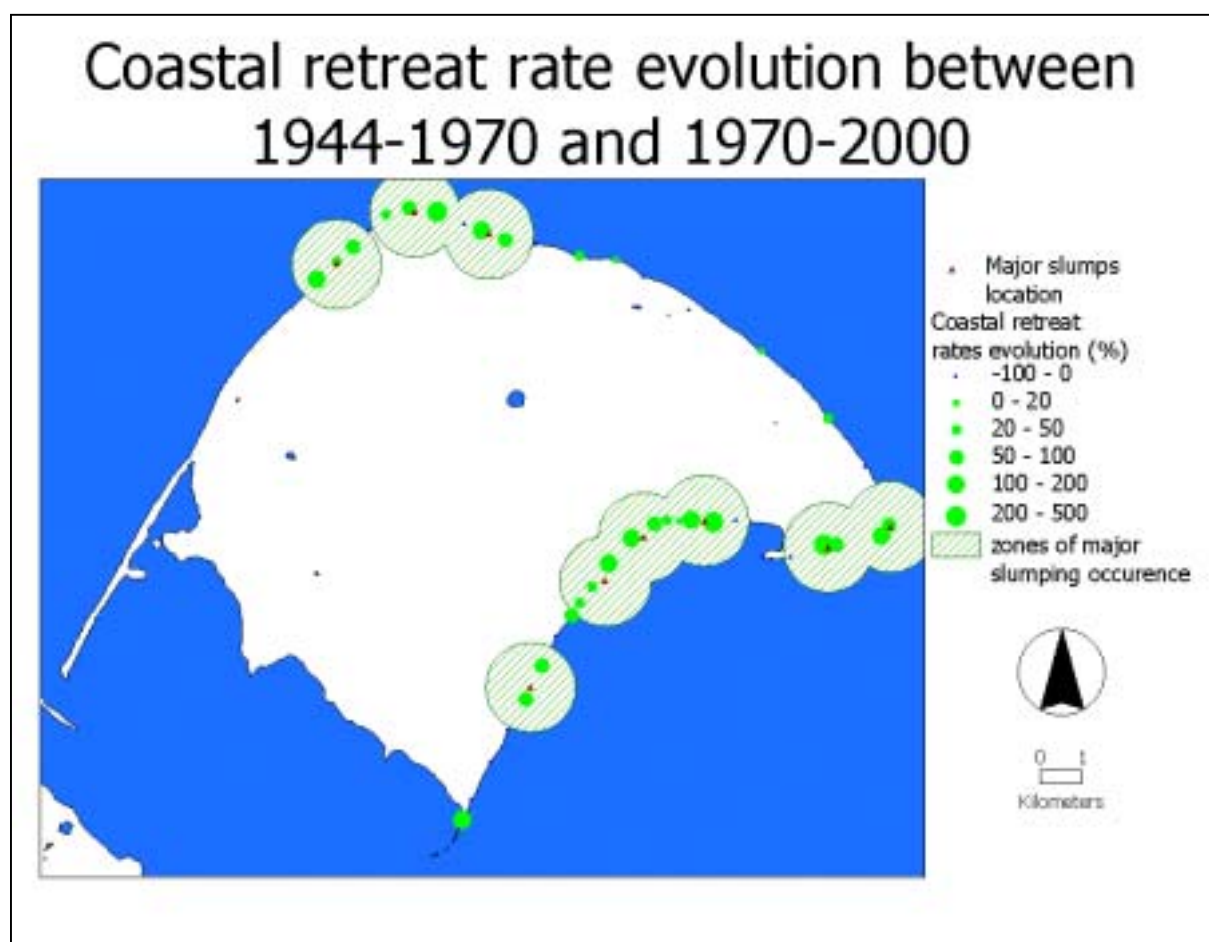 Coastal retreat rate evolution between
1944-1970 and 1970-2000
Major slumps
location
Coastal retreat
rates evolution (%)
-100 - 0
0 - 20
20 - 50
50 - 100
100 - 200
200 - 500
zones of major
slumping occurence
0 1
Kilometers